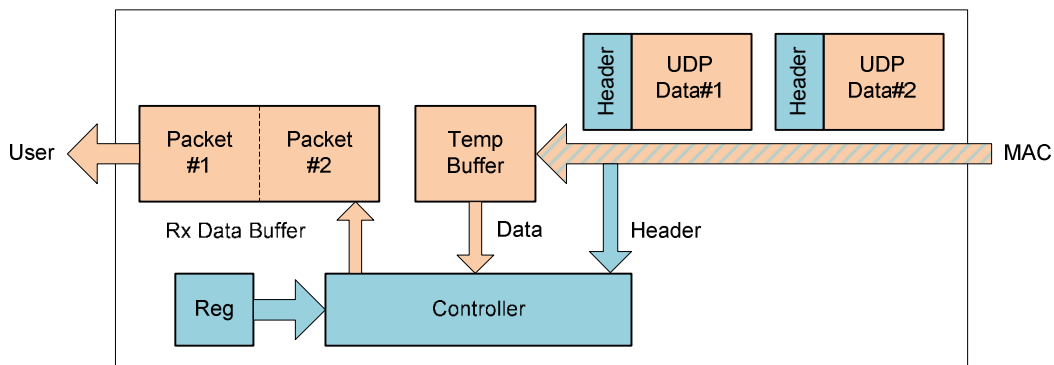 Header
UDP
Data#1
Header
UDP
Data#2
User
Packet
#1
Packet
#2
Temp
Buffer
MAC
Rx Data Buffer
Data
Header
Reg
Controller